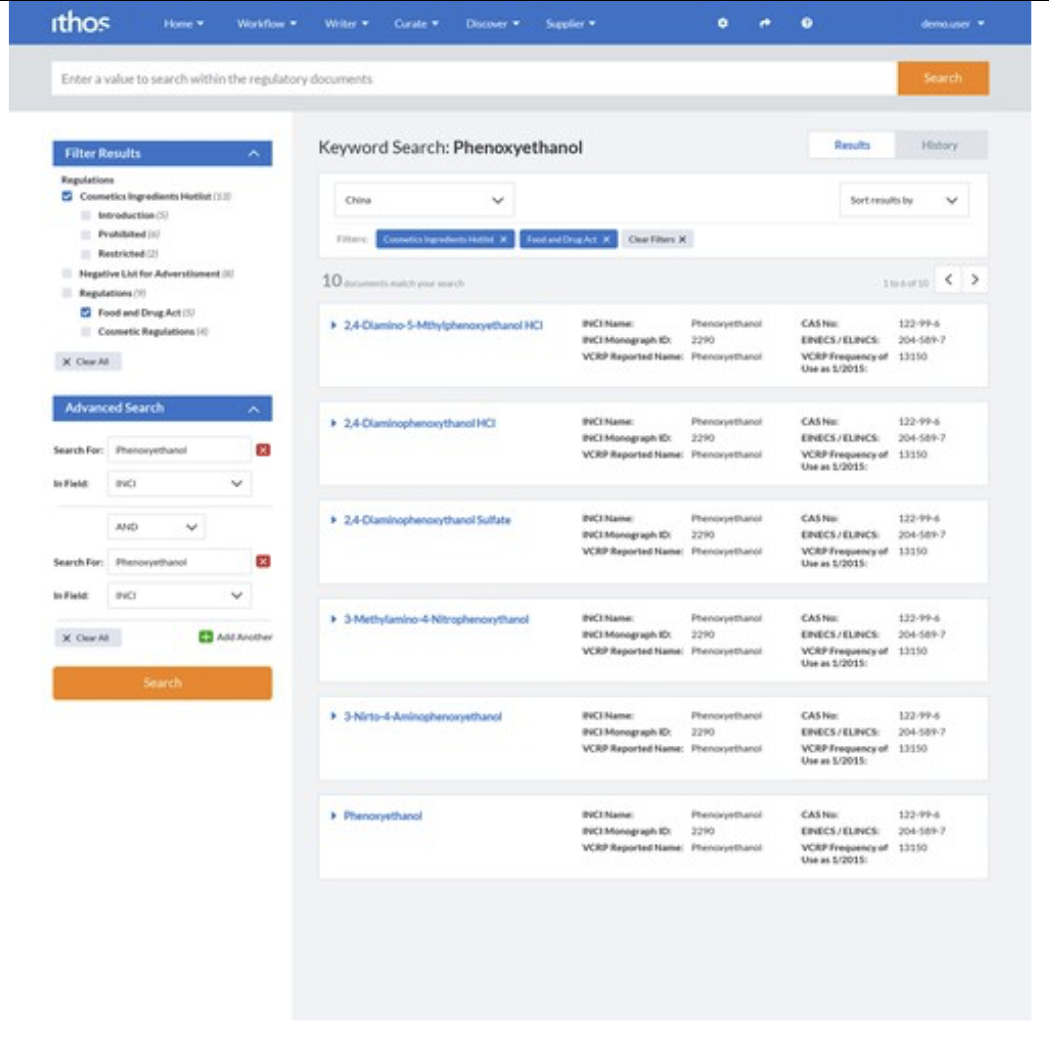 ithos Home Workflow Writer Curate Discover Supplier demo.user
Enter a value to search within the regulatory documents Search
Filter Results
Regulations
Cosmetics Ingredients Hotlist (13)
Introduction (5)
Prohibited (6)
Restricted (2)
Negative List for Adverstisment (8)
Regulations (9)
Food and Drug Act (5)
Cosmetic Regulations (4)
X Clear All
Advanced Search
Search For: Phenoxyethanol
In Field: INCI
AND
Search For: Phenoxyethanol
In Field: INCI
X Clear All Add Another
Search
Keyword Search: Phenoxyethanol Results History
China Sort results by
Filters: Cosmetics Ingredients Hotlist X Food and Drug Act X Clear Filters X
10 documents match your search 1 to 6 of 10
2,4-Diamino-5-Mthylphenoxyethanol HCI INCI Name: Phenoxyethanol CAS No: 122-99-6
INCI Monograph ID: 2290 EINECS / ELINCS: 204-589-7
VCRP Reported Name: Phenoxyethanol VCRP Frequency of 13150
Use as 1/2015:
2,4-Diaminophenoxythanol HCI INCI Name: Phenoxyethanol CAS No: 122-99-6
INCI Monograph ID: 2290 EINECS / ELINCS: 204-589-7
VCRP Reported Name: Phenoxyethanol VCRP Frequency of 13150
Use as 1/2015:
2,4-Diaminophenoxythanol Sulfate INCI Name: Phenoxyethanol CAS No: 122-99-6
INCI Monograph ID: 2290 EINECS / ELINCS: 204-589-7
VCRP Reported Name: Phenoxyethanol VCRP Frequency of 13150
Use as 1/2015:
3-Methylamino-4-Nitrophenoxythanol INCI Name: Phenoxyethanol CAS No: 122-99-6
INCI Monograph ID: 2290 EINECS / ELINCS: 204-589-7
VCRP Reported Name: Phenoxyethanol VCRP Frequency of 13150
Use as 1/2015:
3-Nirto-4-Aminophenoxyethanol INCI Name: Phenoxyethanol CAS No: 122-99-6
INCI Monograph ID: 2290 EINECS / ELINCS: 204-589-7
VCRP Reported Name: Phenoxyethanol VCRP Frequency of 13150
Use as 1/2015:
Phenoxyethanol INCI Name: Phenoxyethanol CAS No: 122-99-6
INCI Monograph ID: 2290 EINECS / ELINCS: 204-589-7
VCRP Reported Name: Phenoxyethanol VCRP Frequency of 13150
Use as 1/2015: